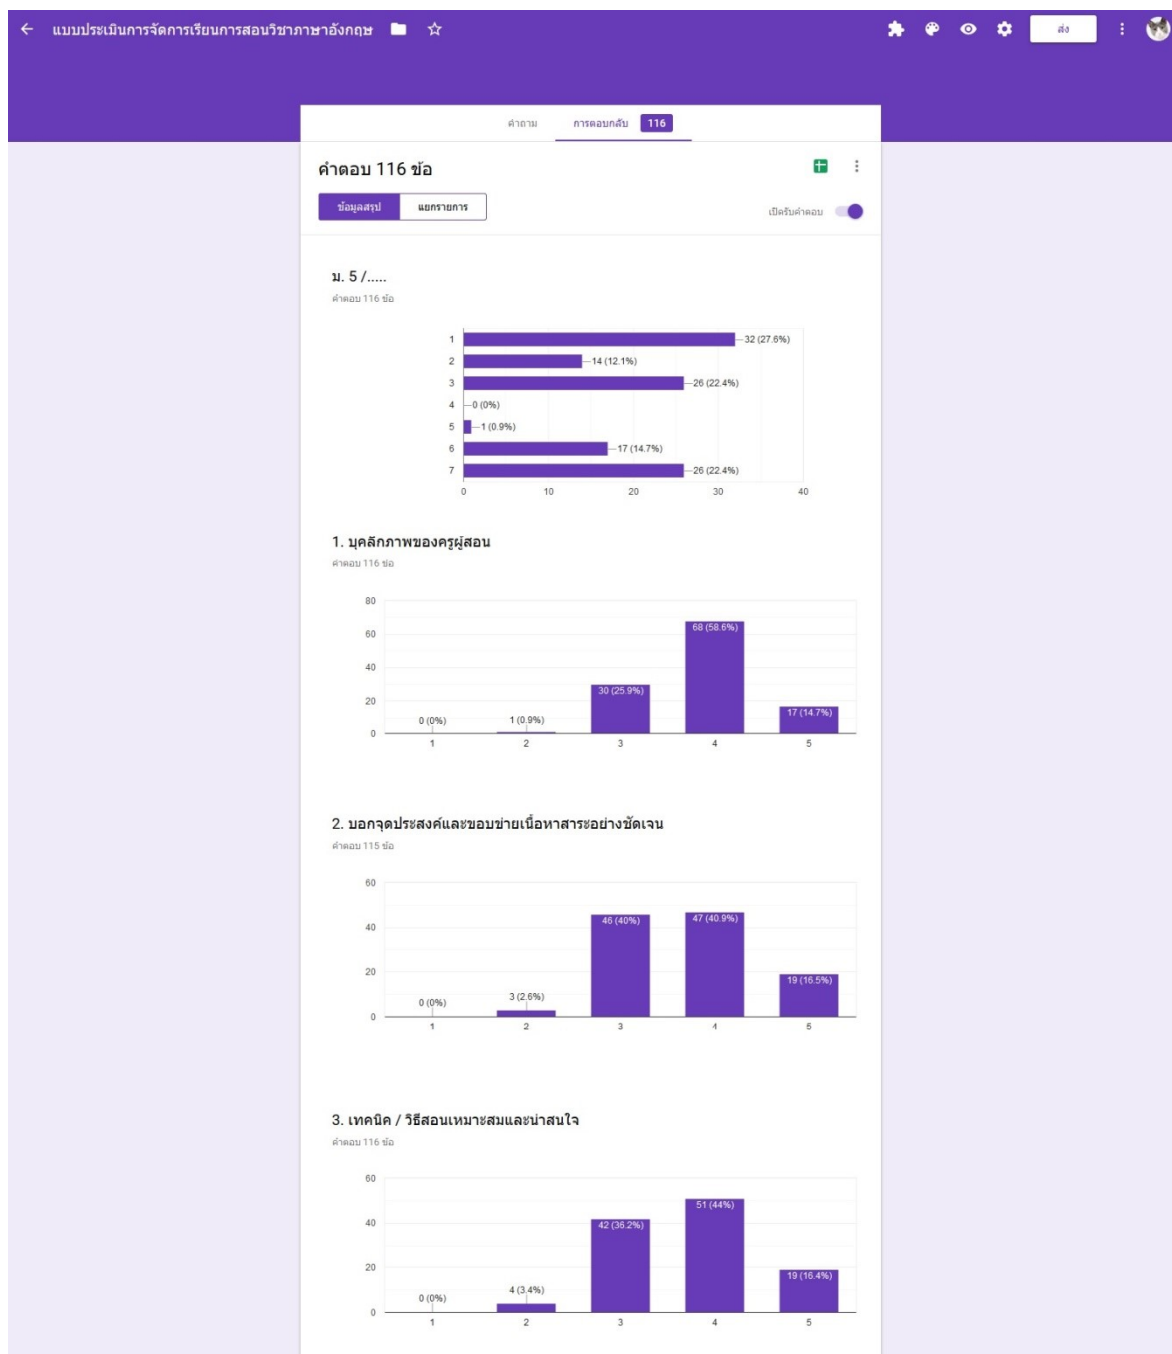 แบบประเมินการจัดการเรียนการสอนวิชาภาษาอังกฤษ
ส่ง
คำถาม การตอบกลับ 116
คำตอบ 116 ข้อ
ข้อมูลสรุป แยกรายการ
เปิดรับคำตอบ
ม. 5 /.....
คำตอบ 116 ข้อ
1 32 (27.6%)
2 14 (12.1%)
3 26 (22.4%)
4 0 (0%)
5 1 (0.9%)
6 17 (14.7%)
7 26 (22.4%)
0 10 20 30 40
1. บุคลิกภาพของครูผู้สอน
คำตอบ 116 ข้อ
80
60
40
20
0
0 (0%) 1 (0.9%) 30 (25.9%) 68 (58.6%) 17 (14.7%)
1 2 3 4 5
2. บอกจุดประสงค์และขอบข่ายเนื้อหาสาระอย่างชัดเจน
คำตอบ 115 ข้อ
60
40
20
0
0 (0%) 3 (2.6%) 46 (40%) 47 (40.9%) 19 (16.5%)
1 2 3 4 5
3. เทคนิค / วิธีสอนเหมาะสมและน่าสนใจ
คำตอบ 116 ข้อ
60
40
20
0
0 (0%) 4 (3.4%) 42 (36.2%) 51 (44%) 19 (16.4%)
1 2 3 4 5